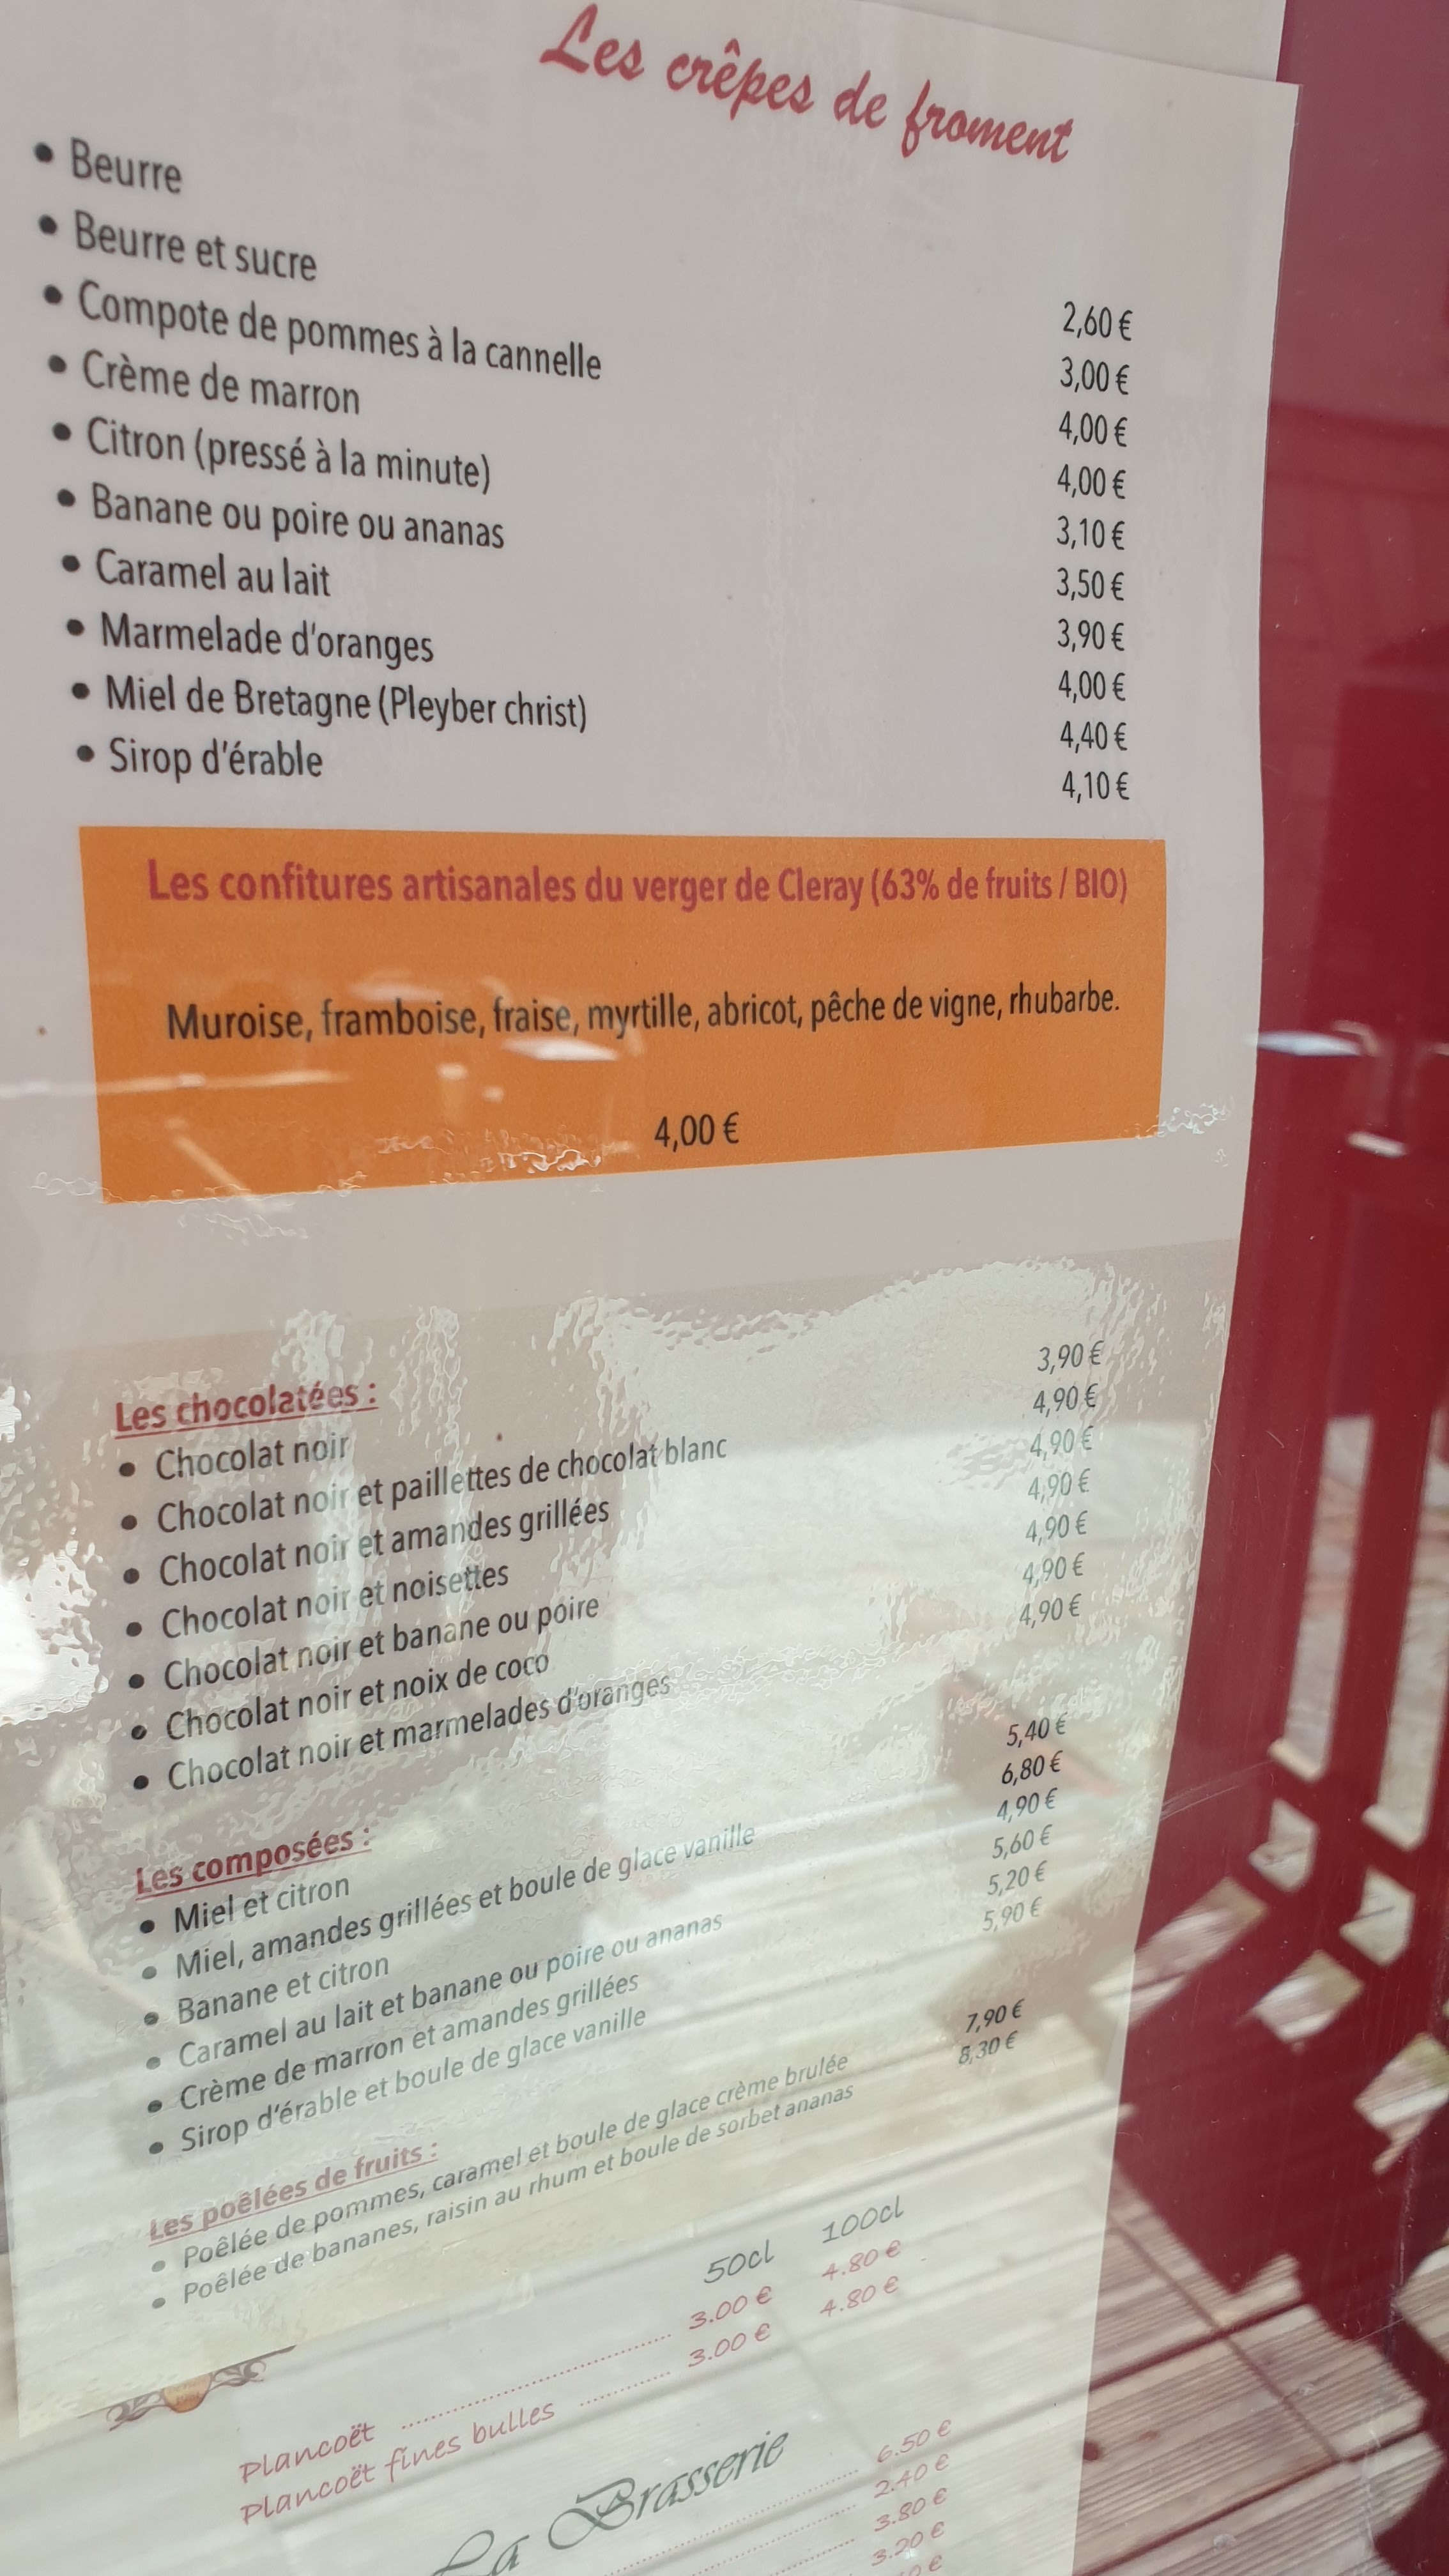 Les crêpes de froment
• Beurre 2,60 €
• Beurre et sucre 3,00 €
• Compote de pommes à la cannelle 4,00 €
• Crème de marron 4,00 €
• Citron (pressé à la minute) 3,10 €
• Banane ou poire ou ananas 3,50 €
• Caramel au lait 3,90 €
• Marmelade d'oranges 4,00 €
• Miel de Bretagne (Pleyber christ) 4,40 €
• Sirop d'érable 4,10 €
Les confitures artisanales du verger de Cleray (63% de fruits / BIO)
Muroise, framboise, fraise, myrtille, abricot, pêche de vigne, rhubarbe.
4,00 €
Les chocolatées :
• Chocolat noir 3,90 €
• Chocolat noir et paillettes de chocolat blanc 4,90 €
• Chocolat noir et amandes grillées 4,90 €
• Chocolat noir et noisettes 4,90 €
• Chocolat noir et banane ou poire 4,90 €
• Chocolat noir et noix de coco 4,90 €
• Chocolat noir et marmelades d'oranges 4,90 €
Les composées :
• Miel et citron 5,40 €
• Miel, amandes grillées et boule de glace vanille 6,80 €
• Banane et citron 4,90 €
• Caramel au lait et banane ou poire ou ananas 5,60 €
• Crème de marron et amandes grillées 5,20 €
• Sirop d'érable et boule de glace vanille 5,90 €
Les poêlées de fruits :
• Poêlée de pommes, caramel et boule de glace crème brulée 7,90 €
• Poêlée de bananes, raisin au rhum et boule de sorbet ananas 8,30 €
50cl 100cl
Plancoët 3.00 € 4.80 €
Plancoët fines bulles 3.00 € 4.80 €
La Brasserie
6.50 €
2.40 €
3.80 €
3.20 €